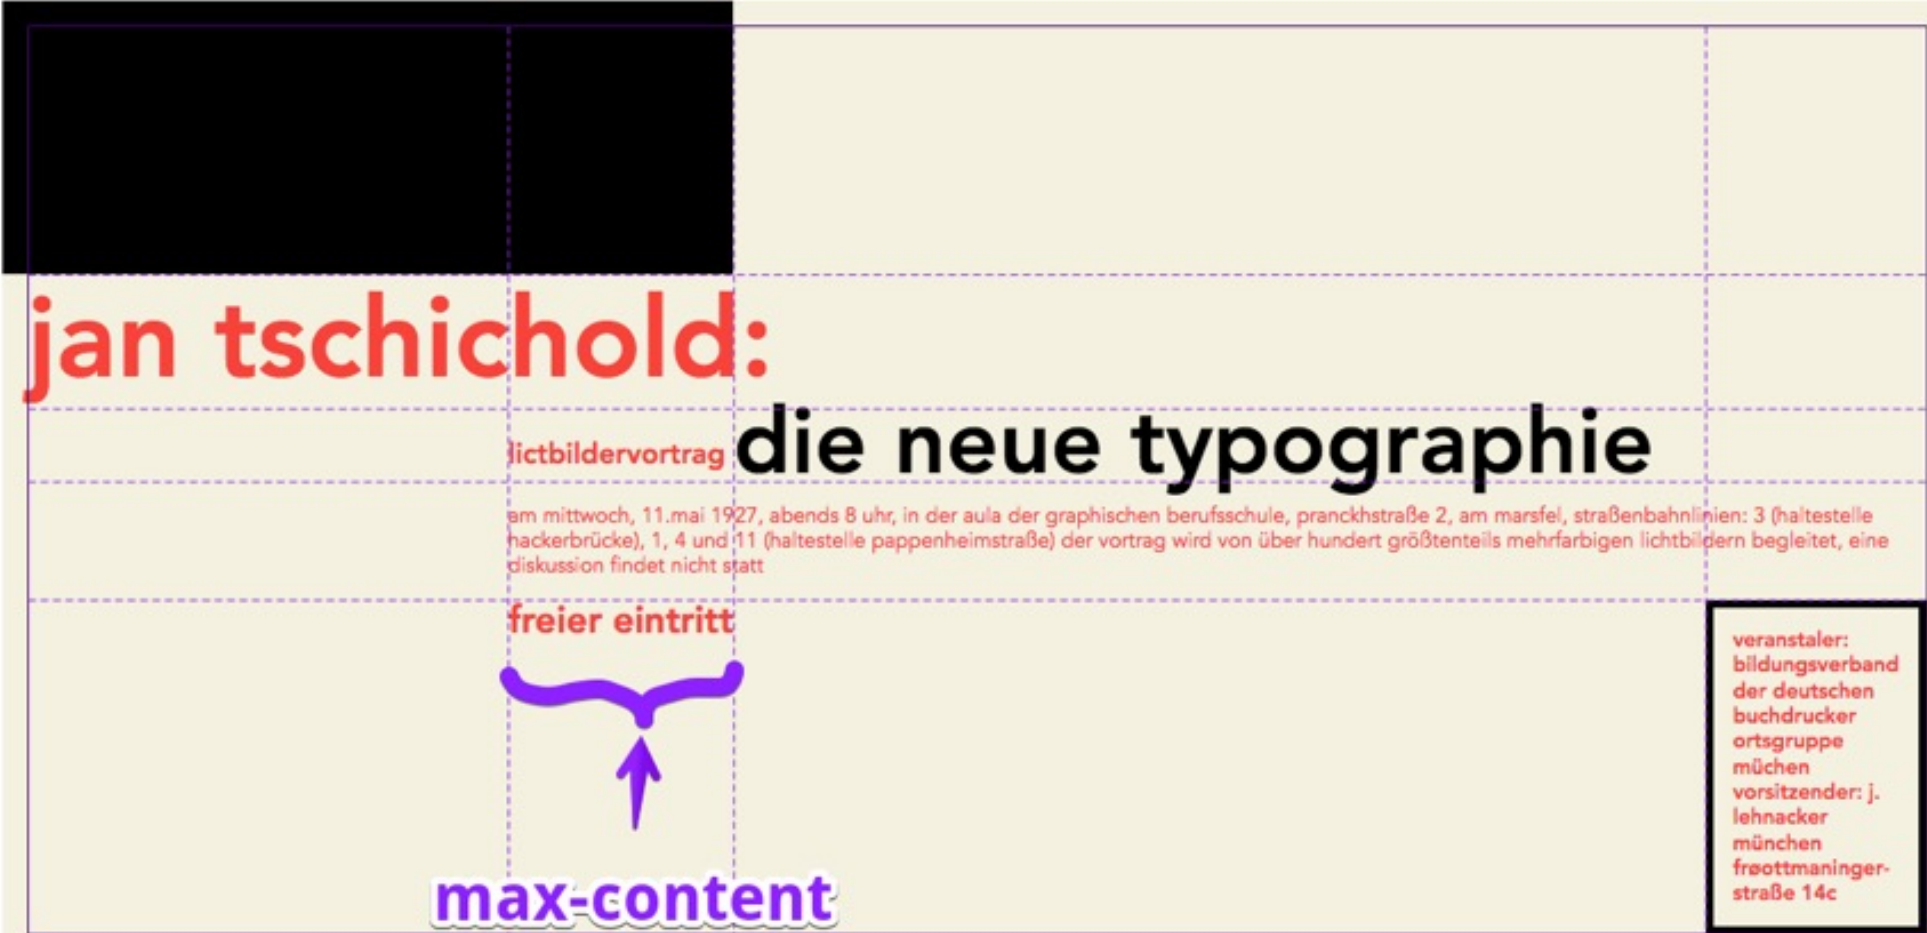 jan tschichold:
lictbildervortrag die neue typographie
am mittwoch, 11.mai 1927, abends 8 uhr, in der aula der graphischen berufsschule, pranckhstraße 2, am marsfel, straßenbahnlinien: 3 (haltestelle
hackerbrücke), 1, 4 und 11 (haltestelle pappenheimstraße) der vortrag wird von über hundert größtenteils mehrfarbigen lichtbildern begleitet, eine
diskussion findet nicht statt
freier eintritt
max-content
veranstaler:
bildungsverband
der deutschen
buchdrucker
ortsgruppe
müchen
vorsitzender: j.
lehnacker
münchen
frøottmaninger-
straße 14c